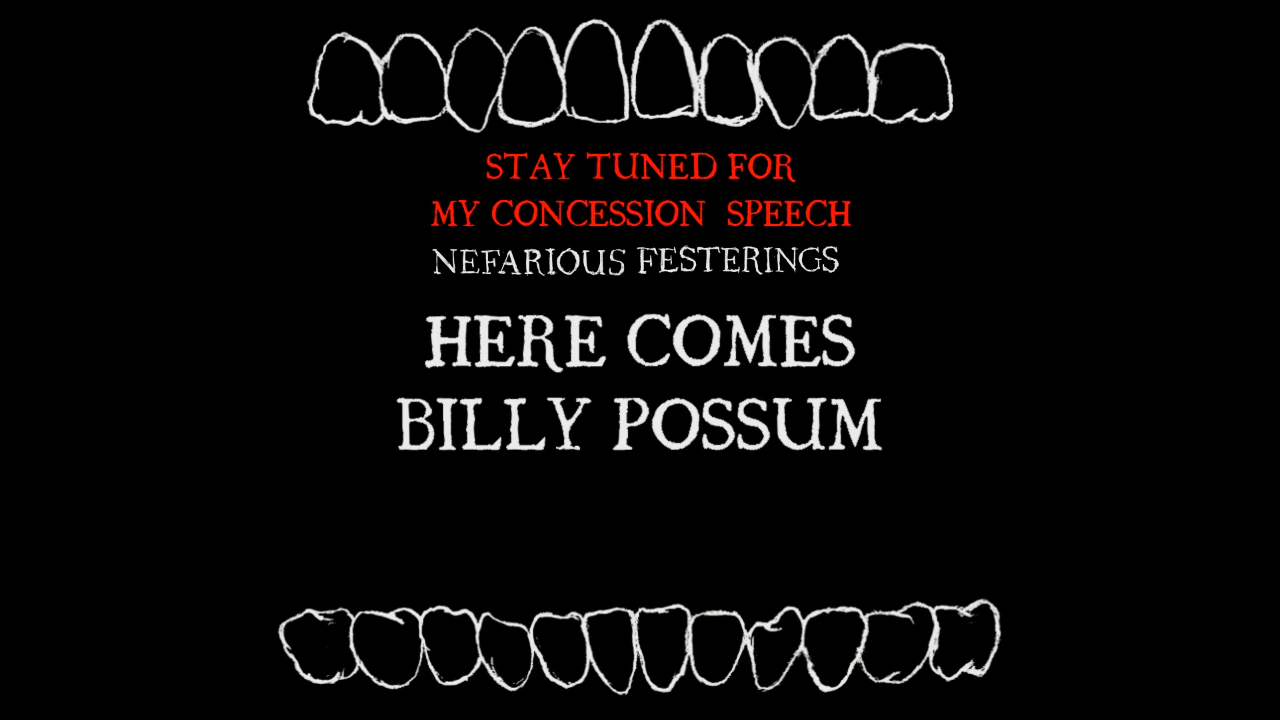 STAY TUNED FOR
MY CONCESSION SPEECH
NEFARIOUS FESTERINGS
HERE COMES
BILLY POSSUM